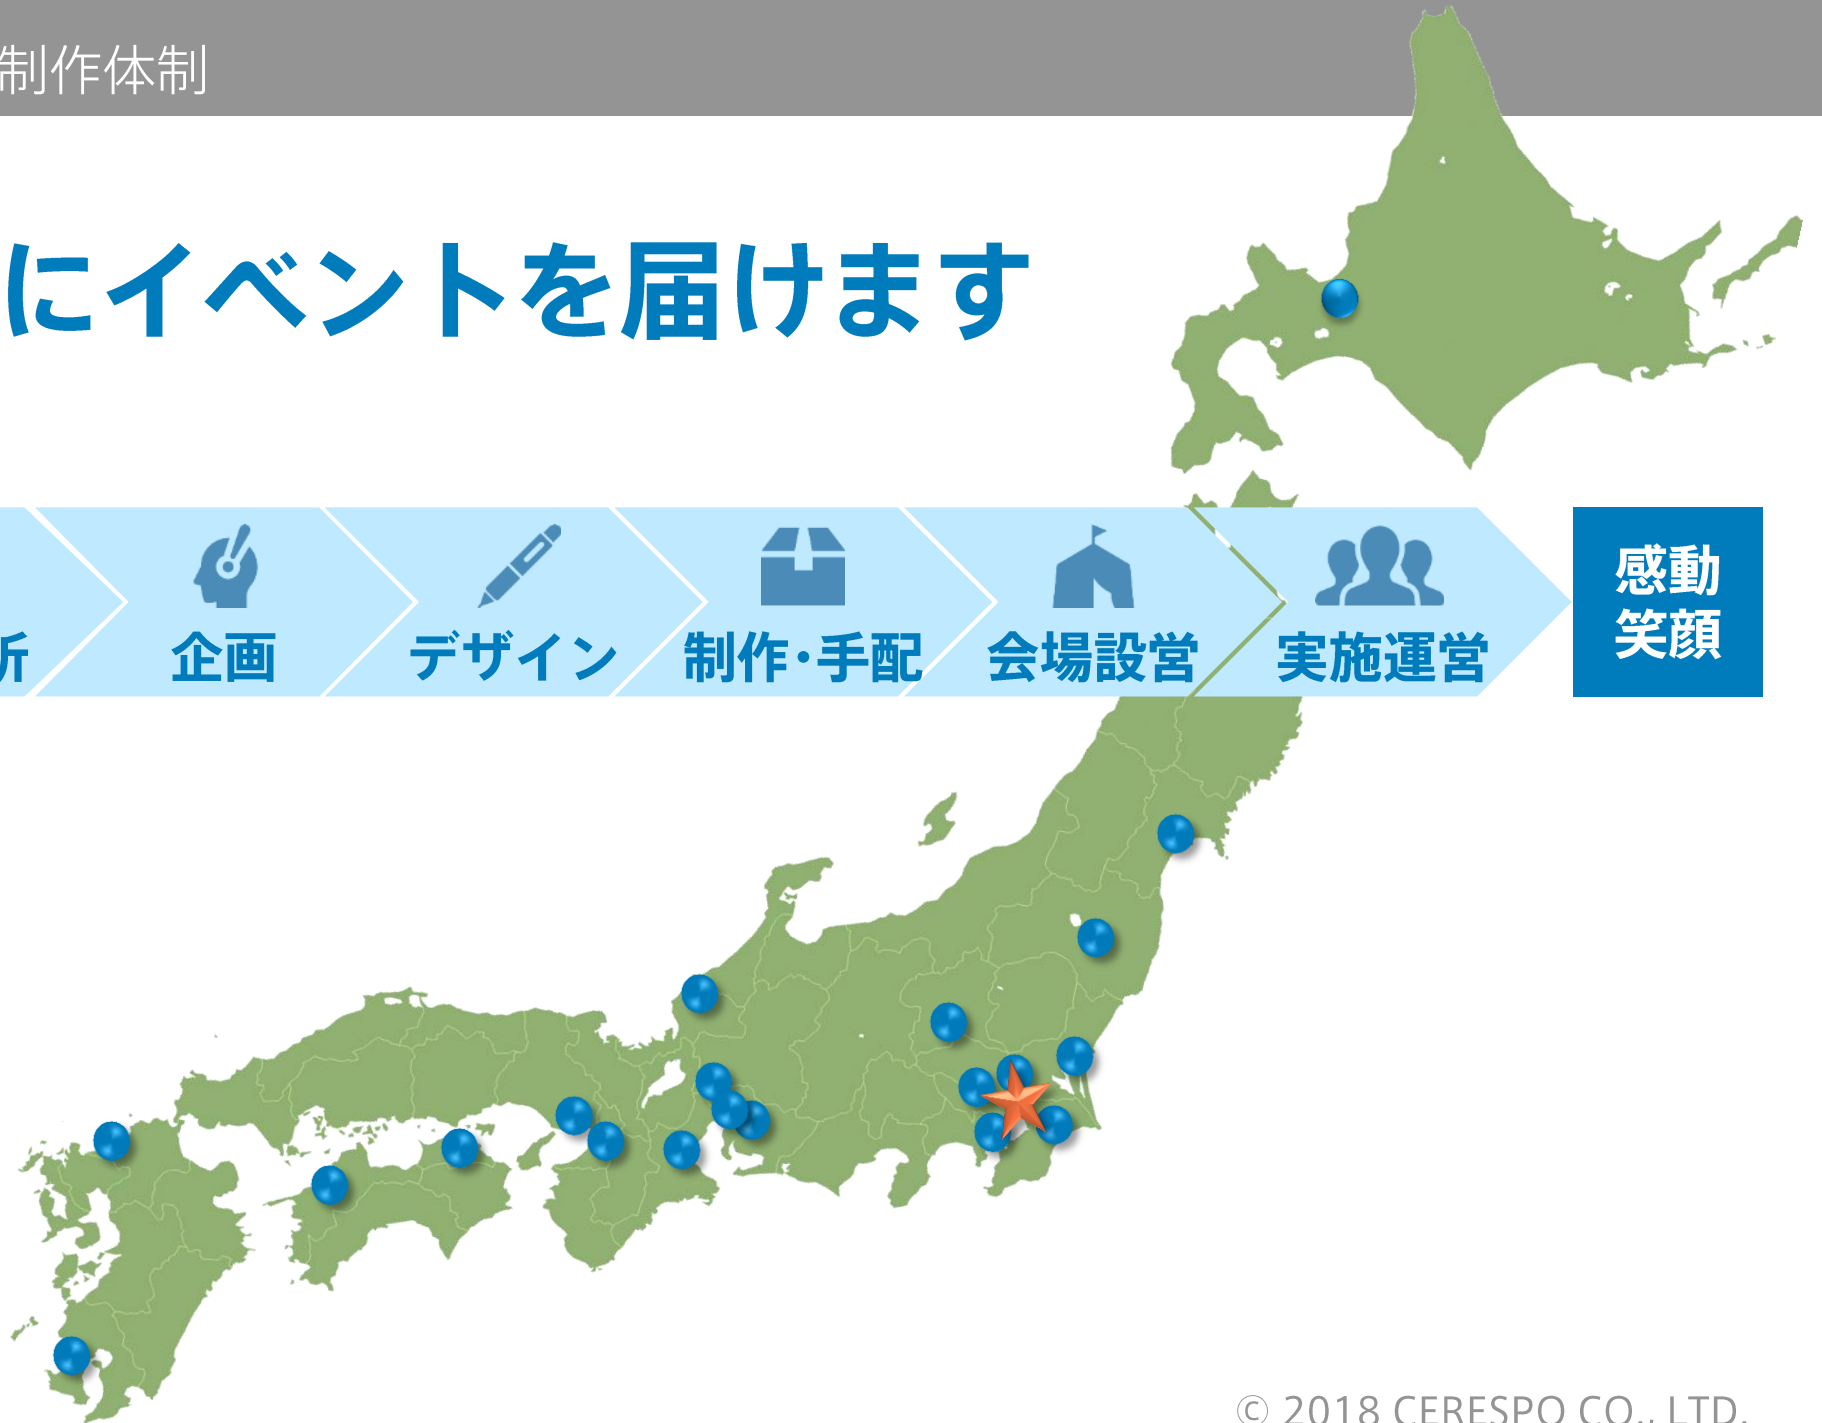 制作体制
にイベントを届けます
断
企画
デザイン
制作・手配
会場設営
実施運営
感動
笑顔
© 2018 CERESPO CO., LTD.